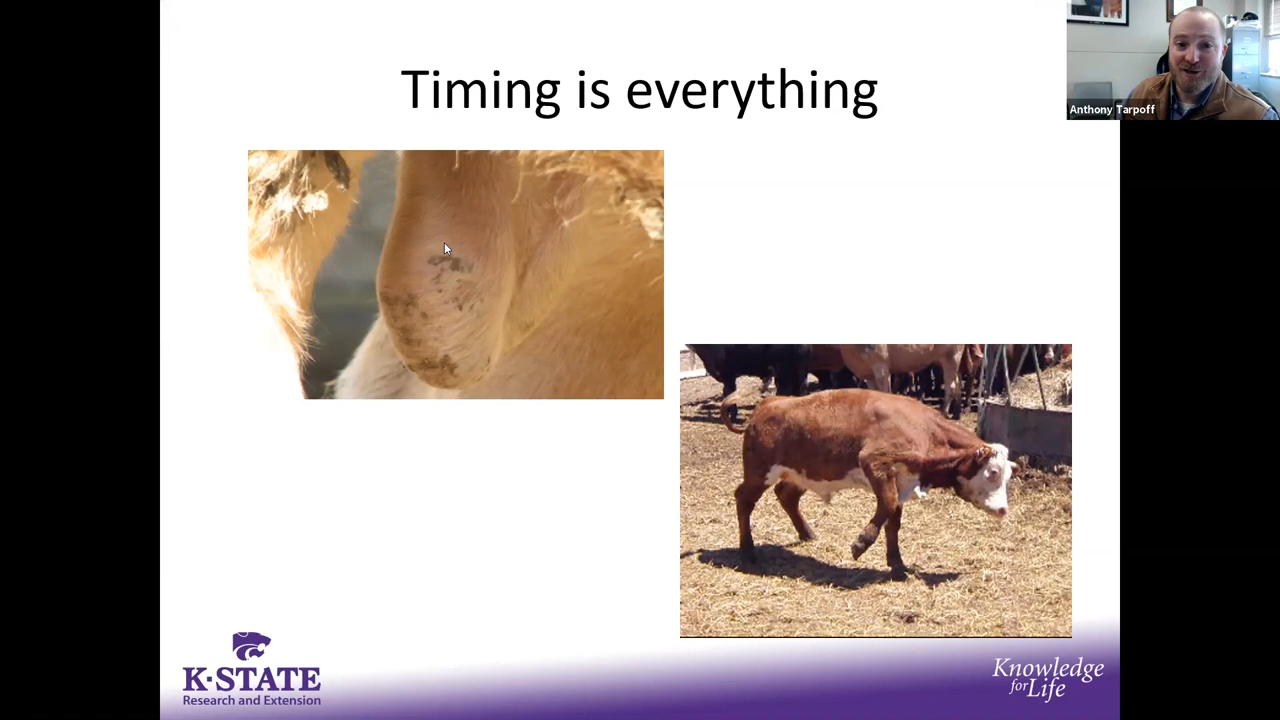 Timing is everything
Anthony Tarpoff
K-STATE
Research and Extension
Knowledge
for Life